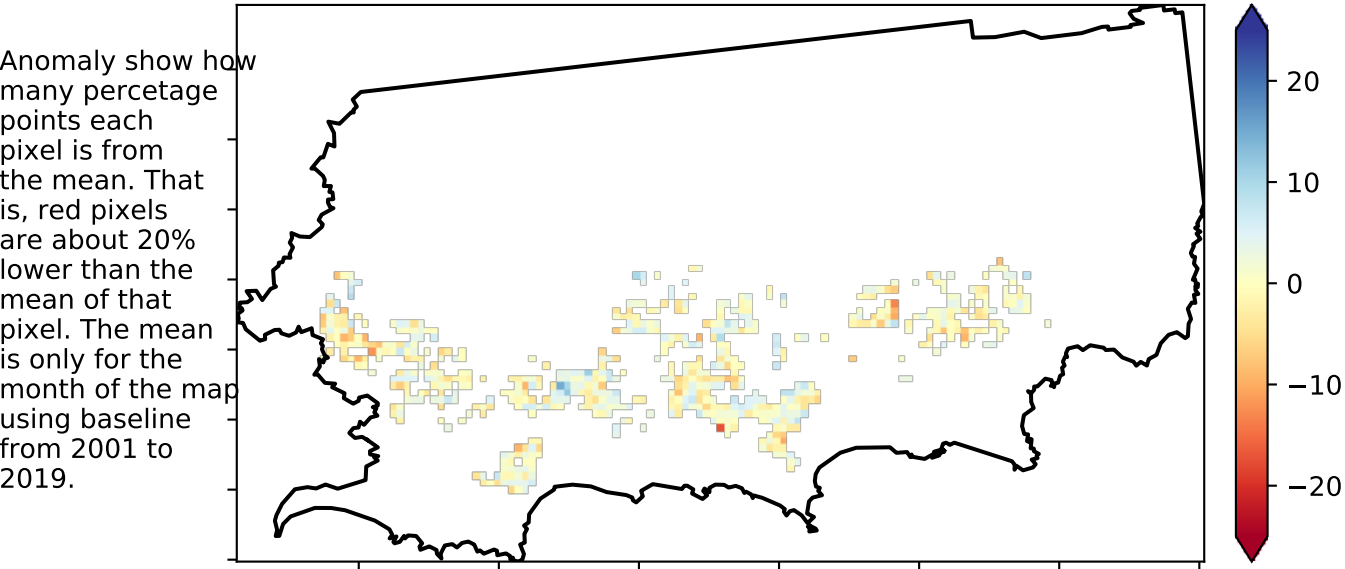 Anomaly show how
many percetage
points each
pixel is from
the mean. That
is, red pixels
are about 20%
lower than the
mean of that
pixel. The mean
is only for the
month of the map
using baseline
from 2001 to
2019.
20
10
0
−10
−20